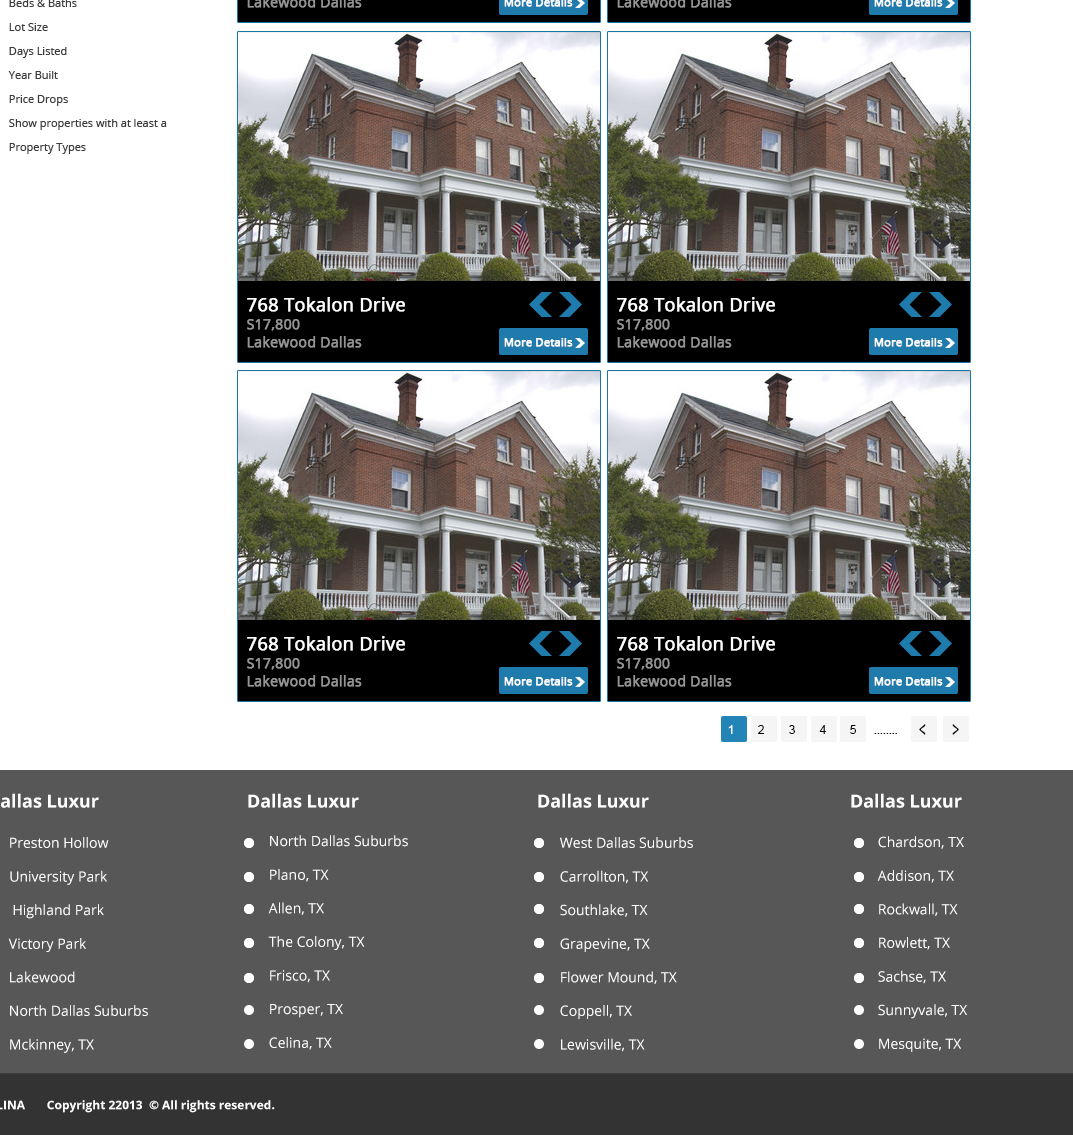 Beds & Baths
Lot Size
Days Listed
Year Built
Price Drops
Show properties with at least a
Property Types
Lakewood Dallas
More Details
Lakewood Dallas
More Details
768 Tokalon Drive
S17,800
Lakewood Dallas
More Details
768 Tokalon Drive
S17,800
Lakewood Dallas
More Details
768 Tokalon Drive
S17,800
Lakewood Dallas
More Details
768 Tokalon Drive
S17,800
Lakewood Dallas
More Details
1 2 3 4 5 ........ < >
allas Luxur
Preston Hollow
University Park
Highland Park
Victory Park
Lakewood
North Dallas Suburbs
Mckinney, TX
Dallas Luxur
North Dallas Suburbs
Plano, TX
Allen, TX
The Colony, TX
Frisco, TX
Prosper, TX
Celina, TX
Dallas Luxur
West Dallas Suburbs
Carrollton, TX
Southlake, TX
Grapevine, TX
Flower Mound, TX
Coppell, TX
Lewisville, TX
Dallas Luxur
Chardson, TX
Addison, TX
Rockwall, TX
Rowlett, TX
Sachse, TX
Sunnyvale, TX
Mesquite, TX
LINA Copyright 22013 © All rights reserved.